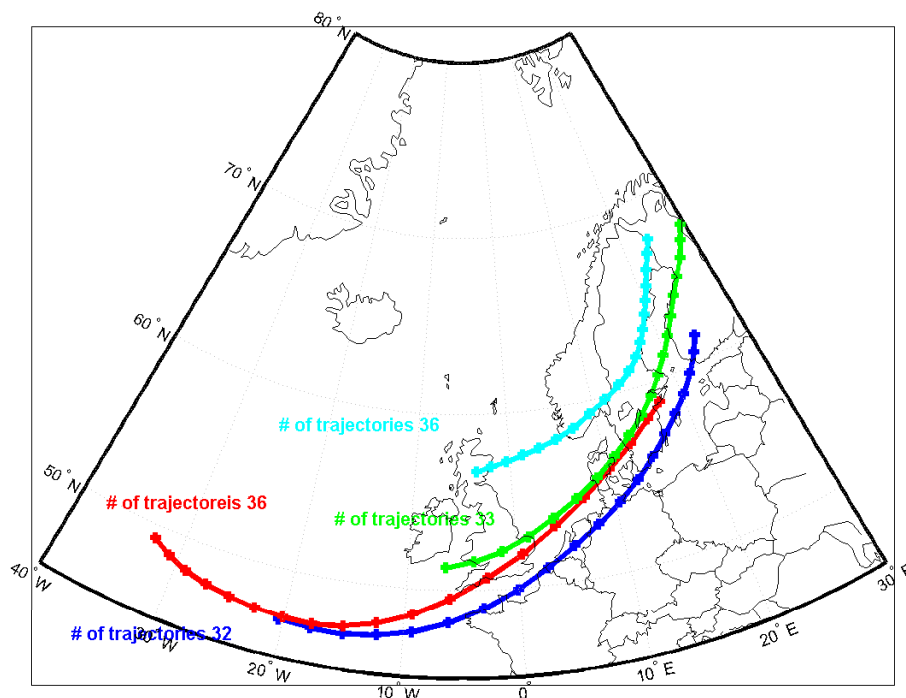 80°N
70°N
60°N
# of trajectories 36
50°N
# of trajectoreis 36
# of trajectories 33
40°W
30°E
# of trajectories 32
20°W
20°E
10°W
0°
10°E